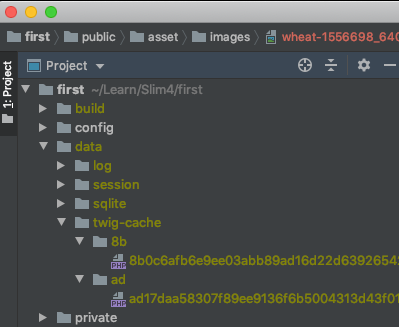 first public asset images wheat-1556698_640
Project
1: Project
first ~/Learn/Slim4/first
build
config
data
log
session
sqlite
twig-cache
8b
PHP 8b0c6afb6e9ee03abb89ad16d22d6392654
ad
PHP ad17daa58307f89ee9136f6b5004313d43f01
private